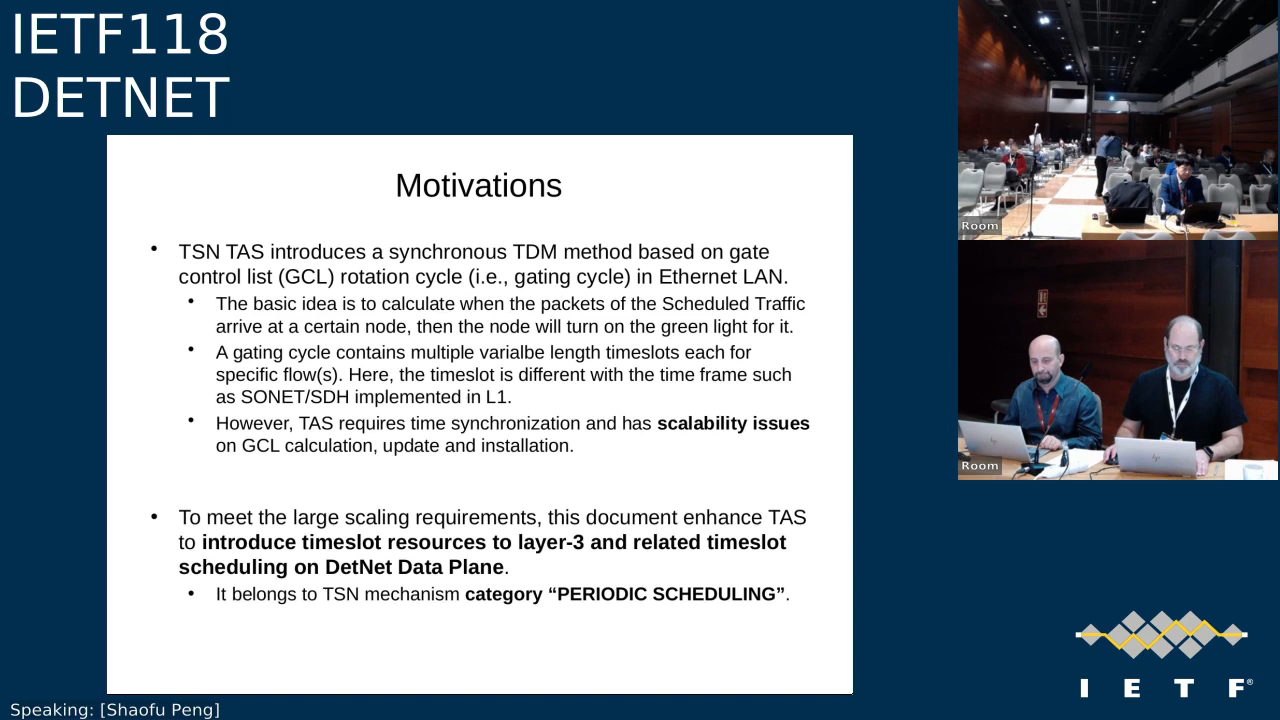 IETF118
DETNET
Motivations
• TSN TAS introduces a synchronous TDM method based on gate
control list (GCL) rotation cycle (i.e., gating cycle) in Ethernet LAN.
• The basic idea is to calculate when the packets of the Scheduled Traffic
arrive at a certain node, then the node will turn on the green light for it.
• A gating cycle contains multiple varialbe length timeslots each for
specific flow(s). Here, the timeslot is different with the time frame such
as SONET/SDH implemented in L1.
• However, TAS requires time synchronization and has scalability issues
on GCL calculation, update and installation.
• To meet the large scaling requirements, this document enhance TAS
to introduce timeslot resources to layer-3 and related timeslot
scheduling on DetNet Data Plane.
• It belongs to TSN mechanism category “PERIODIC SCHEDULING”.
Room
Room
I E T F®
Speaking: [Shaofu Peng]